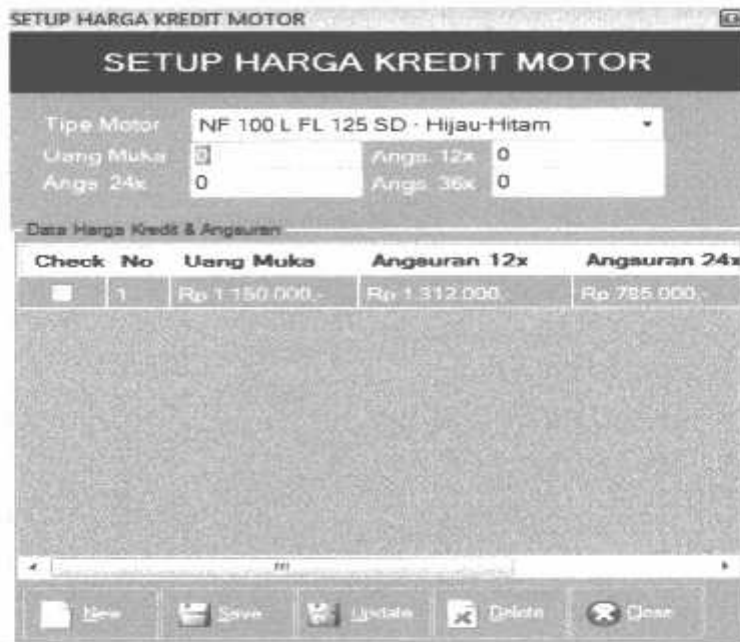 SETUP HARGA KREDIT MOTOR
SETUP HARGA KREDIT MOTOR
Tipe Motor NF 100 L FL 125 SD - Hijau-Hitam
Uang Muka 0 Angs. 12x 0
Angs. 24x 0 Angs. 36x 0
Data Harga Kredit & Angsuran
Check No Uang Muka Angsuran 12x Angsuran 24x
1 Rp 1.150.000,- Rp 1.312.000,- Rp 785.000,-
New Save Update Delete Close